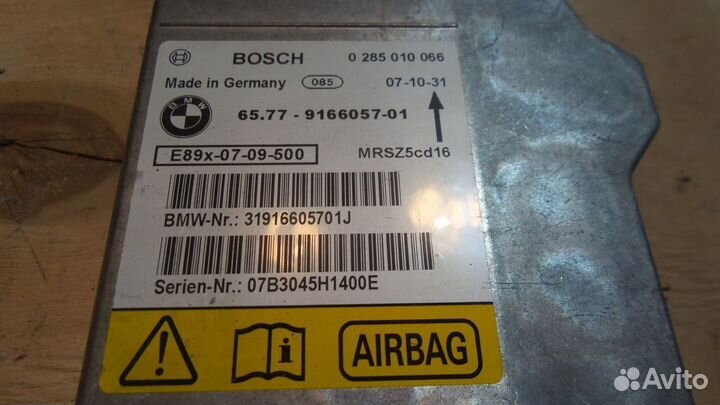 BOSCH 0 285 010 066
Made in Germany 085 07-10-31
BMW 65.77 - 9166057-01
E89x-07-09-500 MRSZ5cd16
BMW-Nr.: 31916605701J
Serien-Nr.: 07B3045H1400E
AIRBAG
Avito